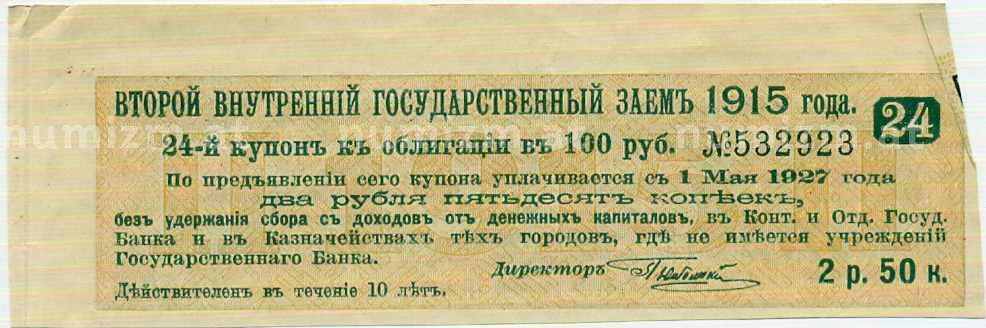 ВТОРОЙ ВНУТРЕННІЙ ГОСУДАРСТВЕННЫЙ ЗАЕМЪ 1915 года.
24
24-й купонъ къ облигаціи въ 100 руб. №532923
По предъявленіи сего купона уплачивается съ 1 Мая 1927 года
два рубля пятьдесятъ копѣекъ,
безъ удержанія сбора съ доходовъ отъ денежныхъ капиталовъ, въ Конт. и Отд. Госуд.
Банка и въ Казначействахъ тѣхъ городовъ, гдѣ не имѣется учрежденій
Государственнаго Банка.
Директоръ
2 р. 50 к.
Дѣйствителенъ въ теченіе 10 лѣтъ.